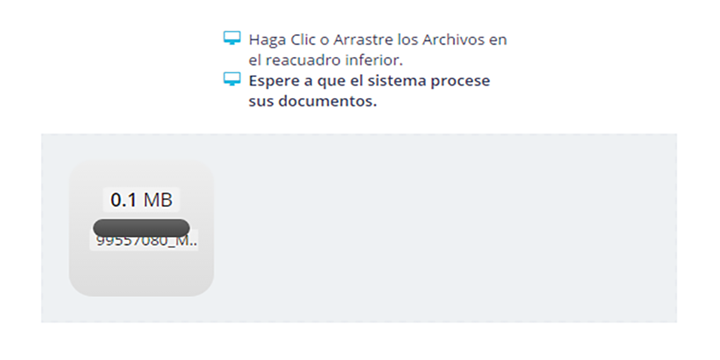 Haga Clic o Arrastre los Archivos en
el reacuadro inferior.
Espere a que el sistema procese
sus documentos.
0.1 MB
99557080_M..